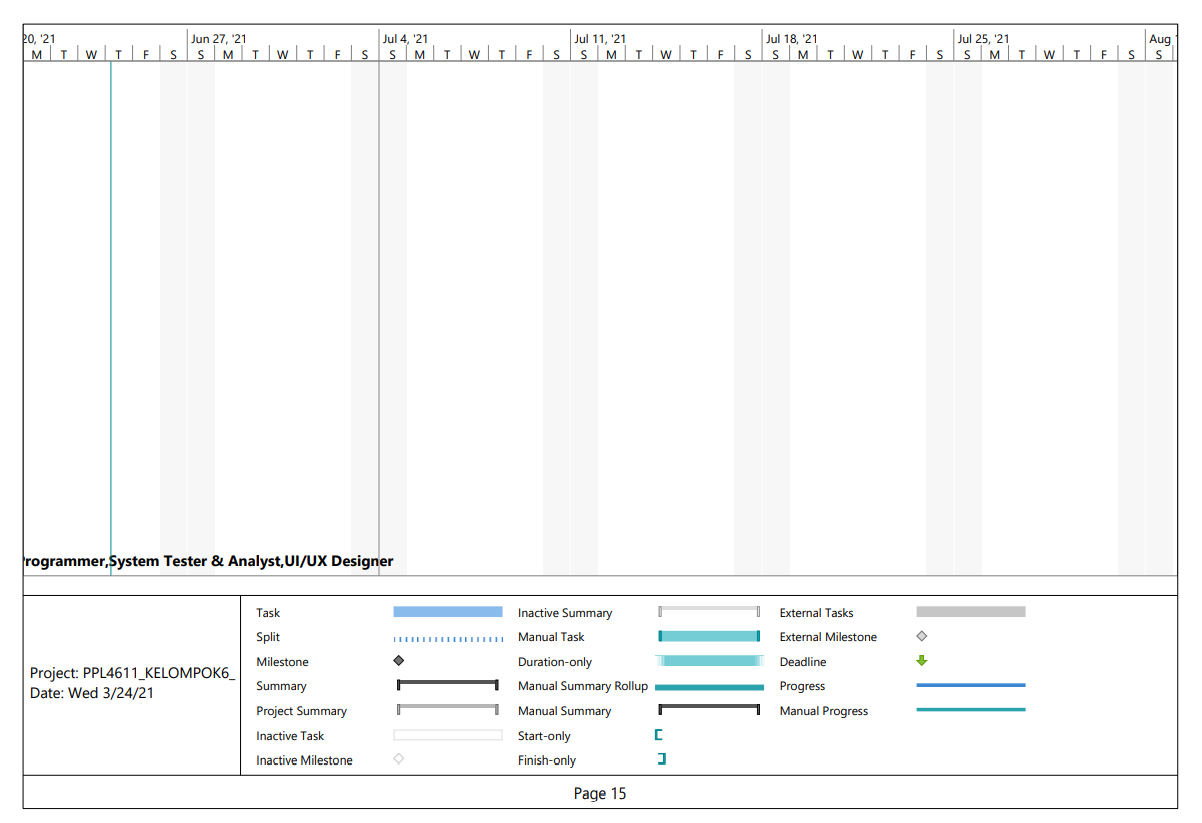 20, '21 Jun 27, '21 Jul 4, '21 Jul 11, '21 Jul 18, '21 Jul 25, '21 Aug
M T W T F S S M T W T F S S M T W T F S S M T W T F S S M T W T F S S M T W T F S S
Programmer,System Tester & Analyst,UI/UX Designer
Project: PPL4611_KELOMPOK6_
Date: Wed 3/24/21
Task
Split
Milestone
Summary
Project Summary
Inactive Task
Inactive Milestone
Inactive Summary
Manual Task
Duration-only
Manual Summary Rollup
Manual Summary
Start-only
Finish-only
External Tasks
External Milestone
Deadline
Progress
Manual Progress
Page 15